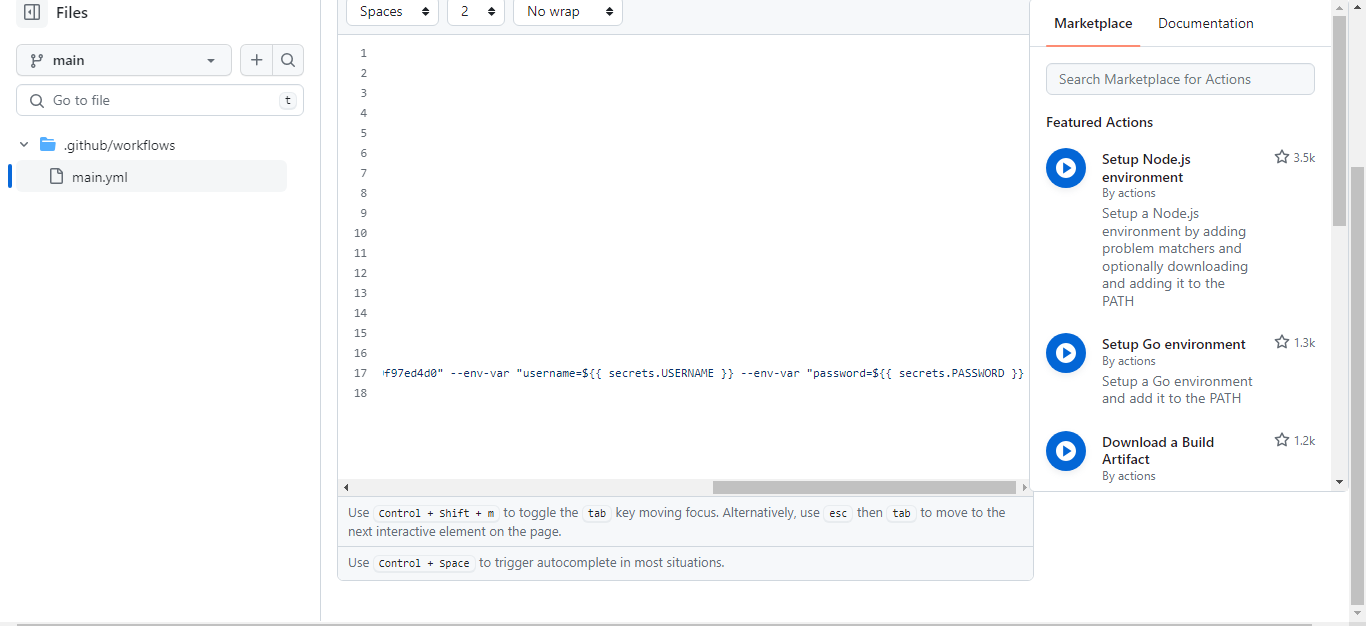 Files
main
Go to file
t
.github/workflows
main.yml
Spaces
2
No wrap
1
2
3
4
5
6
7
8
9
10
11
12
13
14
15
16
17 f97ed4d0" --env-var "username=${{ secrets.USERNAME }} --env-var "password=${{ secrets.PASSWORD }}
18
Use Control + Shift + m to toggle the tab key moving focus. Alternatively, use esc then tab to move to the
next interactive element on the page.
Use Control + Space to trigger autocomplete in most situations.
Marketplace Documentation
Search Marketplace for Actions
Featured Actions
Setup Node.js
environment
3.5k
By actions
Setup a Node.js
environment by adding
problem matchers and
optionally downloading
and adding it to the
PATH
Setup Go environment
1.3k
By actions
Setup a Go environment
and add it to the PATH
Download a Build
Artifact
1.2k
By actions